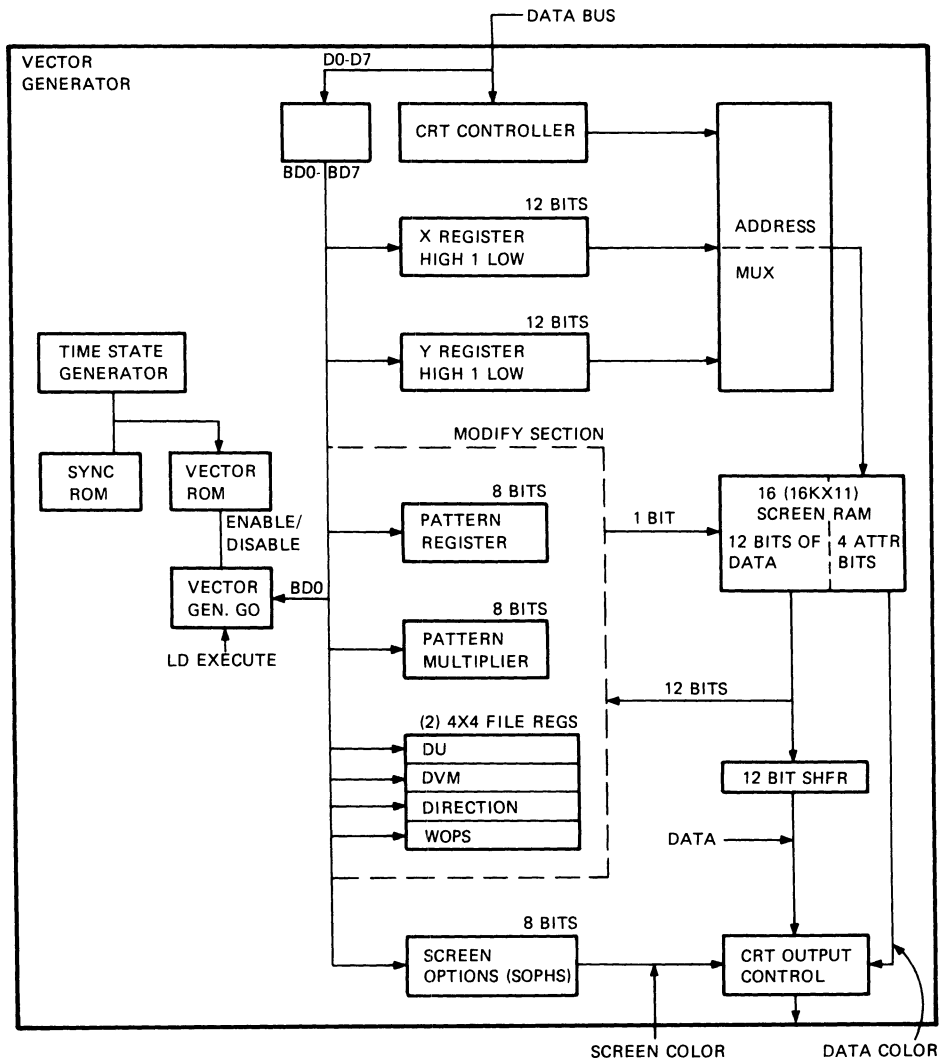 DATA BUS
VECTOR
GENERATOR
D0-D7
CRT CONTROLLER
BD0- BD7
12 BITS
X REGISTER
HIGH 1 LOW
ADDRESS
MUX
12 BITS
Y REGISTER
HIGH 1 LOW
TIME STATE
GENERATOR
SYNC
ROM
VECTOR
ROM
MODIFY SECTION
8 BITS
PATTERN
REGISTER
1 BIT
16 (16KX11)
SCREEN RAM
12 BITS OF
DATA
4 ATTR
BITS
ENABLE/
DISABLE
VECTOR
GEN. GO
BD0
LD EXECUTE
8 BITS
PATTERN
MULTIPLIER
12 BITS
(2) 4X4 FILE REGS
DU
DVM
DIRECTION
WOPS
12 BIT SHFR
DATA
8 BITS
SCREEN
OPTIONS (SOPHS)
CRT OUTPUT
CONTROL
SCREEN COLOR
DATA COLOR